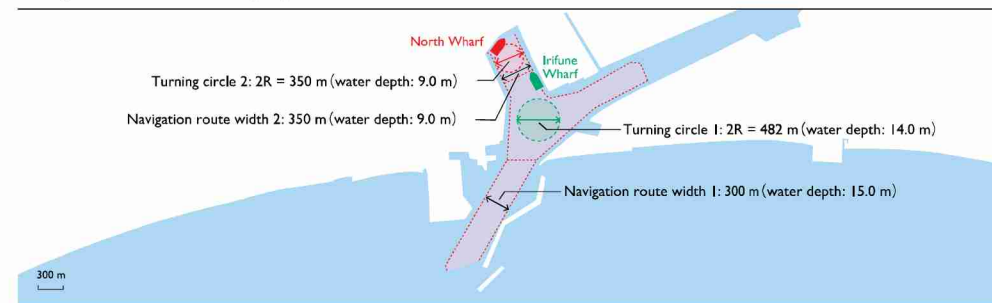 North Wharf
Irifune
Wharf
Turning circle 2: 2R = 350 m (water depth: 9.0 m)
Navigation route width 2: 350 m (water depth: 9.0 m)
Turning circle 1: 2R = 482 m (water depth: 14.0 m)
Navigation route width 1: 300 m (water depth: 15.0 m)
300 m